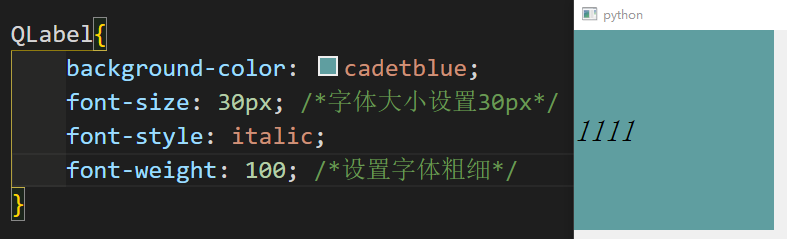 QLabel{
background-color: cadetblue;
font-size: 30px; /*字体大小设置30px*/
font-style: italic;
font-weight: 100; /*设置字体粗细*/
}
python
1111